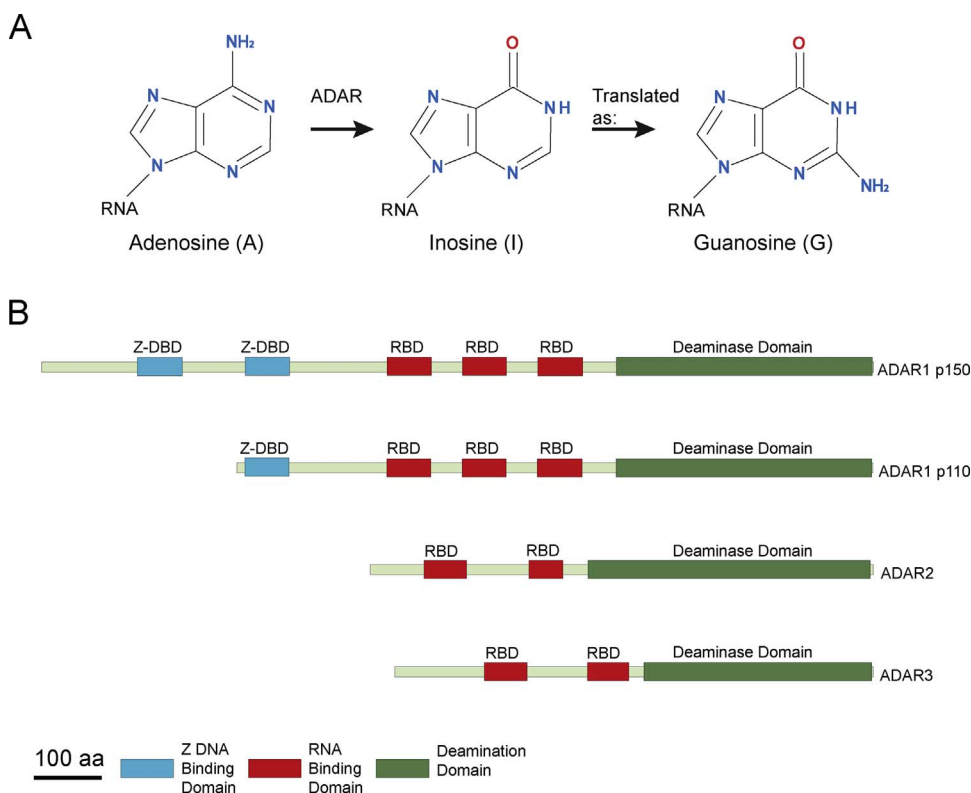 A
NH₂
N
N
N
N
RNA
Adenosine (A)
ADAR
O
N
NH
N
N
RNA
Inosine (I)
Translated
as:
O
N
NH
N
N
NH₂
RNA
Guanosine (G)
B
Z-DBD Z-DBD RBD RBD RBD Deaminase Domain
ADAR1 p150
Z-DBD RBD RBD RBD Deaminase Domain
ADAR1 p110
RBD RBD Deaminase Domain
ADAR2
RBD RBD Deaminase Domain
ADAR3
100 aa
Z DNA
Binding
Domain
RNA
Binding
Domain
Deamination
Domain